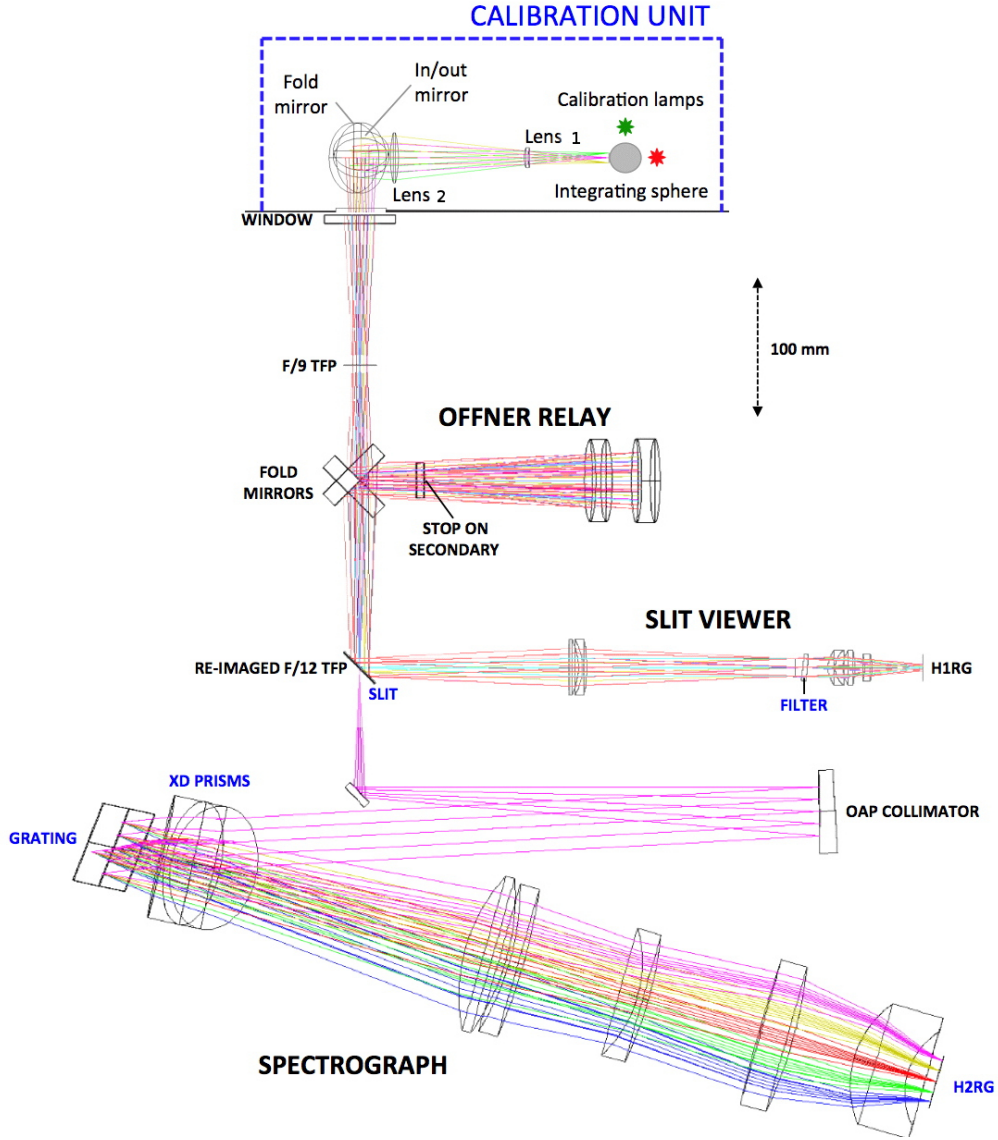 CALIBRATION UNIT
Fold
mirror
In/out
mirror
Calibration lamps
Lens 1
Integrating sphere
Lens 2
WINDOW
100 mm
F/9 TFP
OFFNER RELAY
FOLD
MIRRORS
STOP ON
SECONDARY
SLIT VIEWER
RE-IMAGED F/12 TFP
SLIT
H1RG
FILTER
XD PRISMS
OAP COLLIMATOR
GRATING
SPECTROGRAPH
H2RG